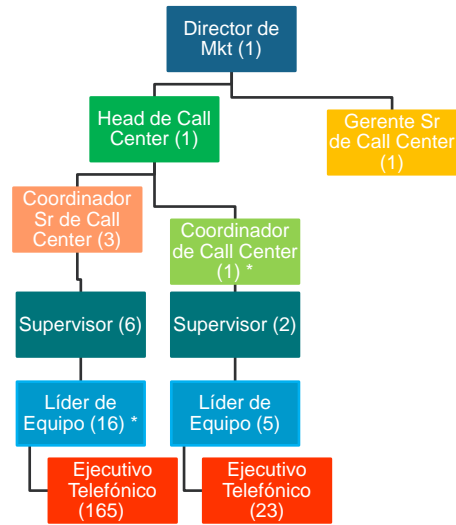 Director de
Mkt (1)
Head de Call
Center (1)
Gerente Sr
de Call Center
(1)
Coordinador
Sr de Call
Center (3)
Coordinador
de Call Center
(1) *
Supervisor (6)
Supervisor (2)
Líder de
Equipo (16) *
Líder de
Equipo (5)
Ejecutivo
Telefónico
(165)
Ejecutivo
Telefónico
(23)